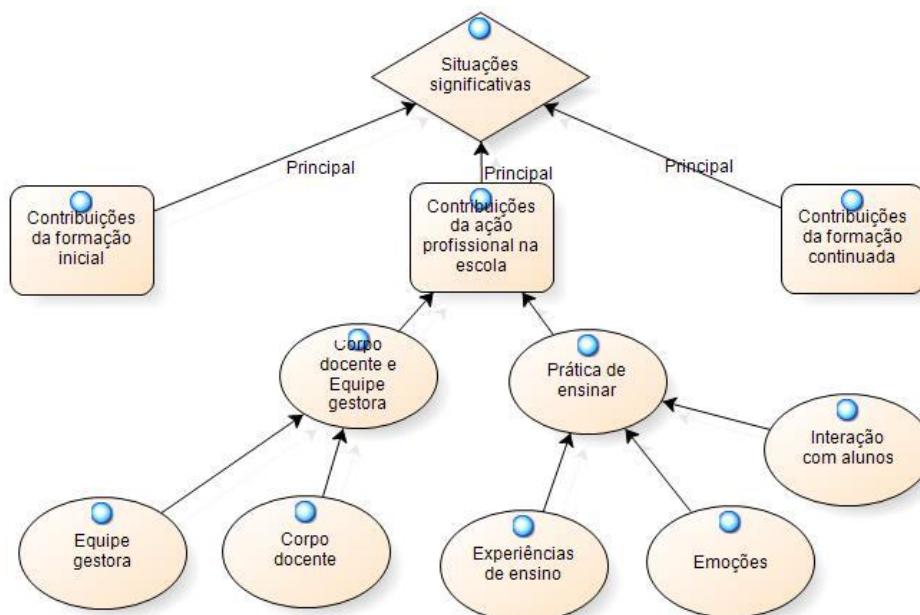 Situações
significativas
Principal
Principal
Principal
Contribuições
da formação
inicial
Contribuições
da ação
profissional na
escola
Contribuições
da formação
continuada
Corpo
docente e
Equipe
gestora
Prática de
ensinar
Interação
com alunos
Equipe
gestora
Corpo
docente
Experiências
de ensino
Emoções